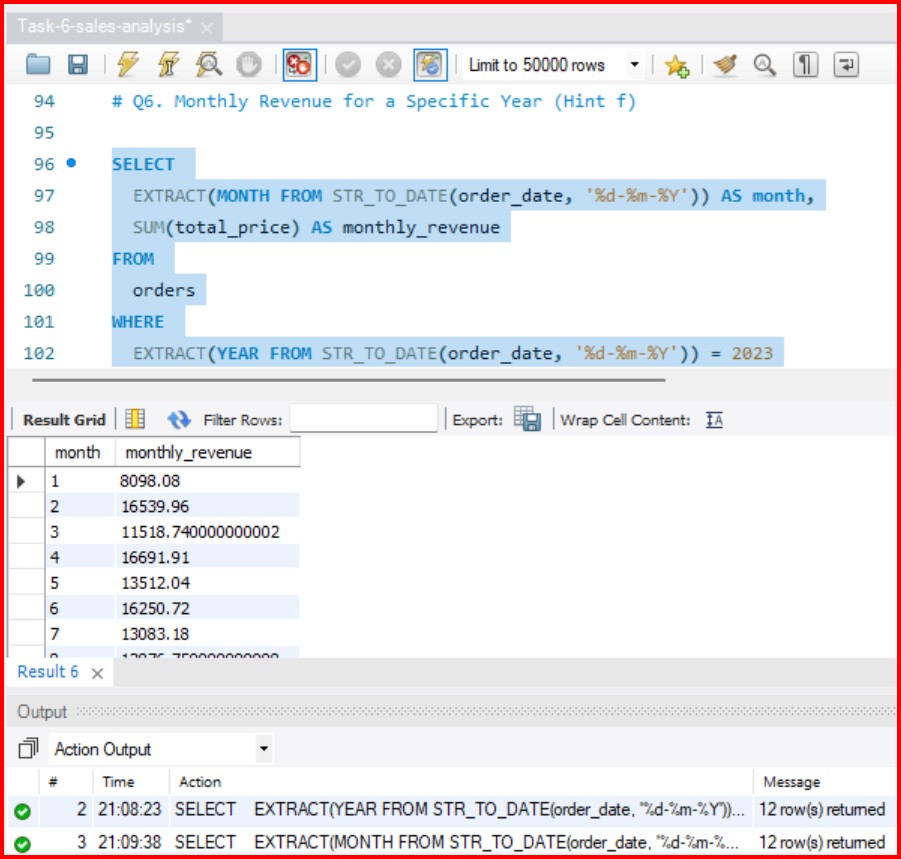 Task-6-sales-analysis*
Limit to 50000 rows
94 # Q6. Monthly Revenue for a Specific Year (Hint f)
95
96 SELECT
97 EXTRACT(MONTH FROM STR_TO_DATE(order_date, '%d-%m-%Y')) AS month,
98 SUM(total_price) AS monthly_revenue
99 FROM
100 orders
101 WHERE
102 EXTRACT(YEAR FROM STR_TO_DATE(order_date, '%d-%m-%Y')) = 2023
Result Grid Filter Rows: Export: Wrap Cell Content:
month monthly_revenue
1 8098.08
2 16539.96
3 11518.740000000002
4 16691.91
5 13512.04
6 16250.72
7 13083.18
Result 6
Output
Action Output
# Time Action Message
2 21:08:23 SELECT EXTRACT(YEAR FROM STR_TO_DATE(order_date, '%d-%m-%Y'))... 12 row(s) returned
3 21:09:38 SELECT EXTRACT(MONTH FROM STR_TO_DATE(order_date, '%d-%m-%... 12 row(s) returned